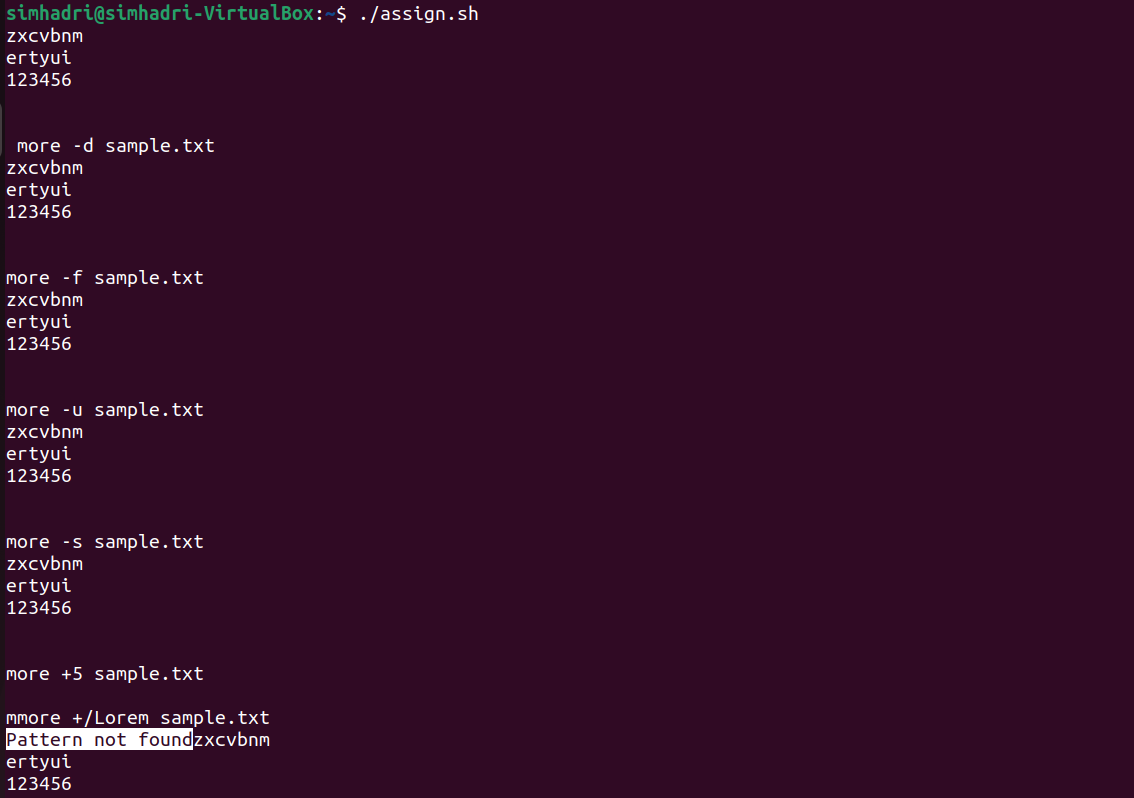 simhadri@simhadri-VirtualBox:~$ ./assign.sh
zxcvbnm
ertyui
123456
more -d sample.txt
zxcvbnm
ertyui
123456
more -f sample.txt
zxcvbnm
ertyui
123456
more -u sample.txt
zxcvbnm
ertyui
123456
more -s sample.txt
zxcvbnm
ertyui
123456
more +5 sample.txt
mmore +/Lorem sample.txt
Pattern not foundzxcvbnm
ertyui
123456